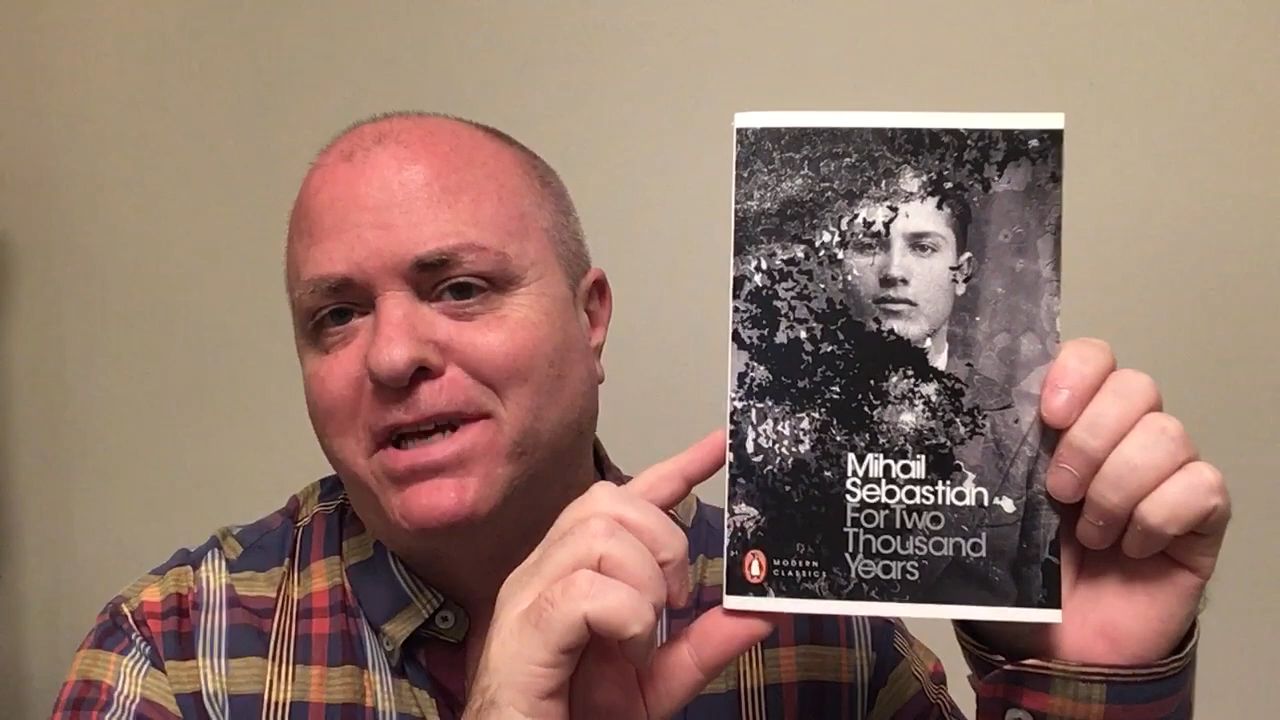 Mihail
Sebastian
For Two
Thousand
Years
MODERN
CLASSICS